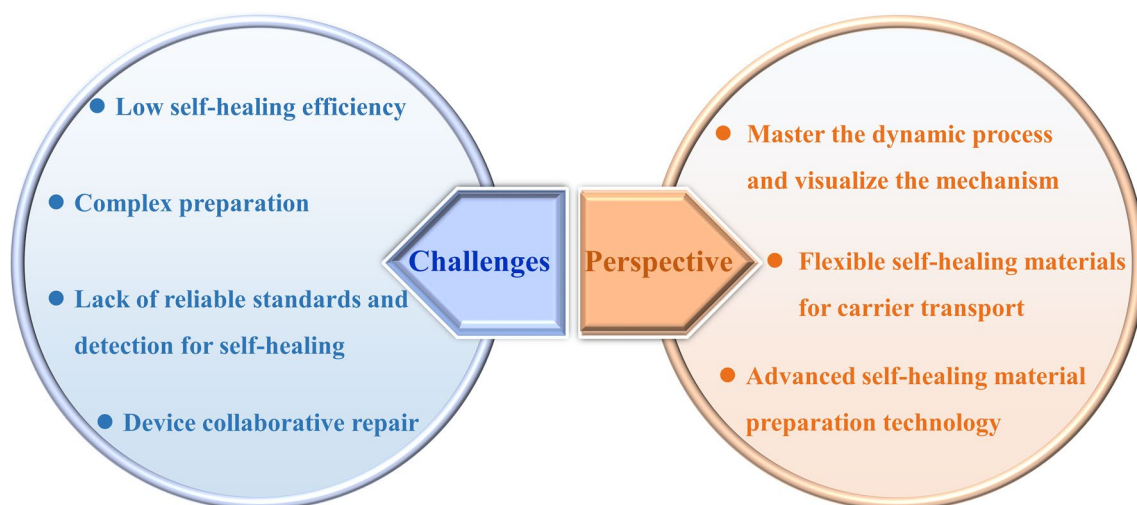 ● Low self-healing efficiency
● Complex preparation
● Lack of reliable standards and
detection for self-healing
● Device collaborative repair
Challenges
Perspective
● Master the dynamic process
and visualize the mechanism
● Flexible self-healing materials
for carrier transport
● Advanced self-healing material
preparation technology